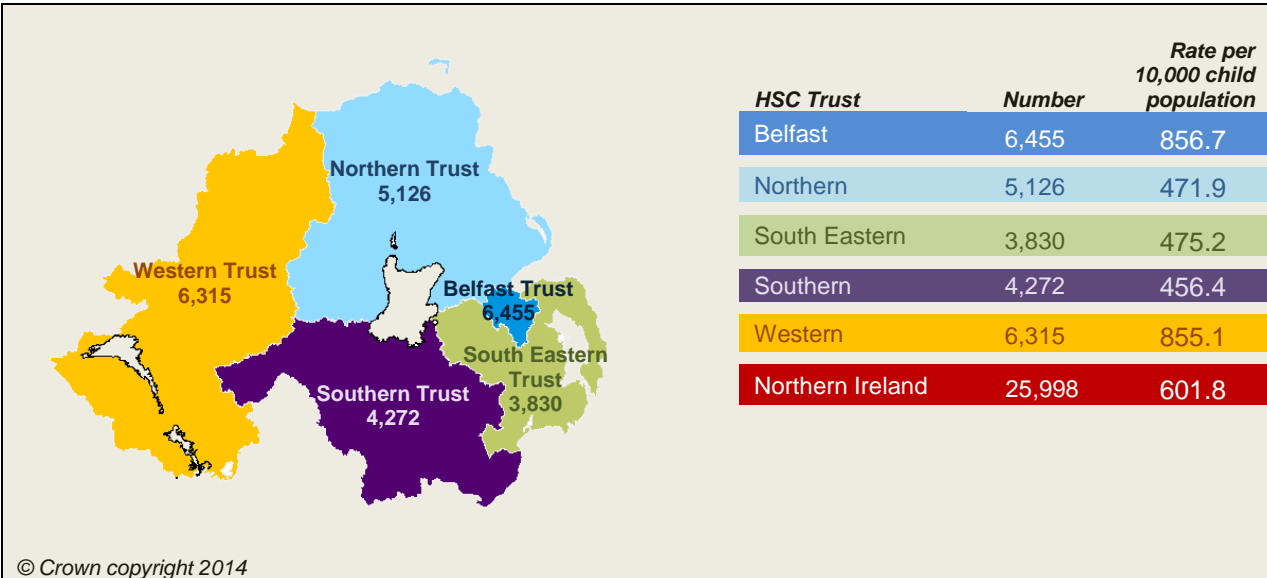 Northern Trust
5,126
Western Trust
6,315
Belfast Trust
6,455
South Eastern
Trust
3,830
Southern Trust
4,272
Rate per
10,000 child
HSC Trust Number population
Belfast 6,455 856.7
Northern 5,126 471.9
South Eastern 3,830 475.2
Southern 4,272 456.4
Western 6,315 855.1
Northern Ireland 25,998 601.8
© Crown copyright 2014